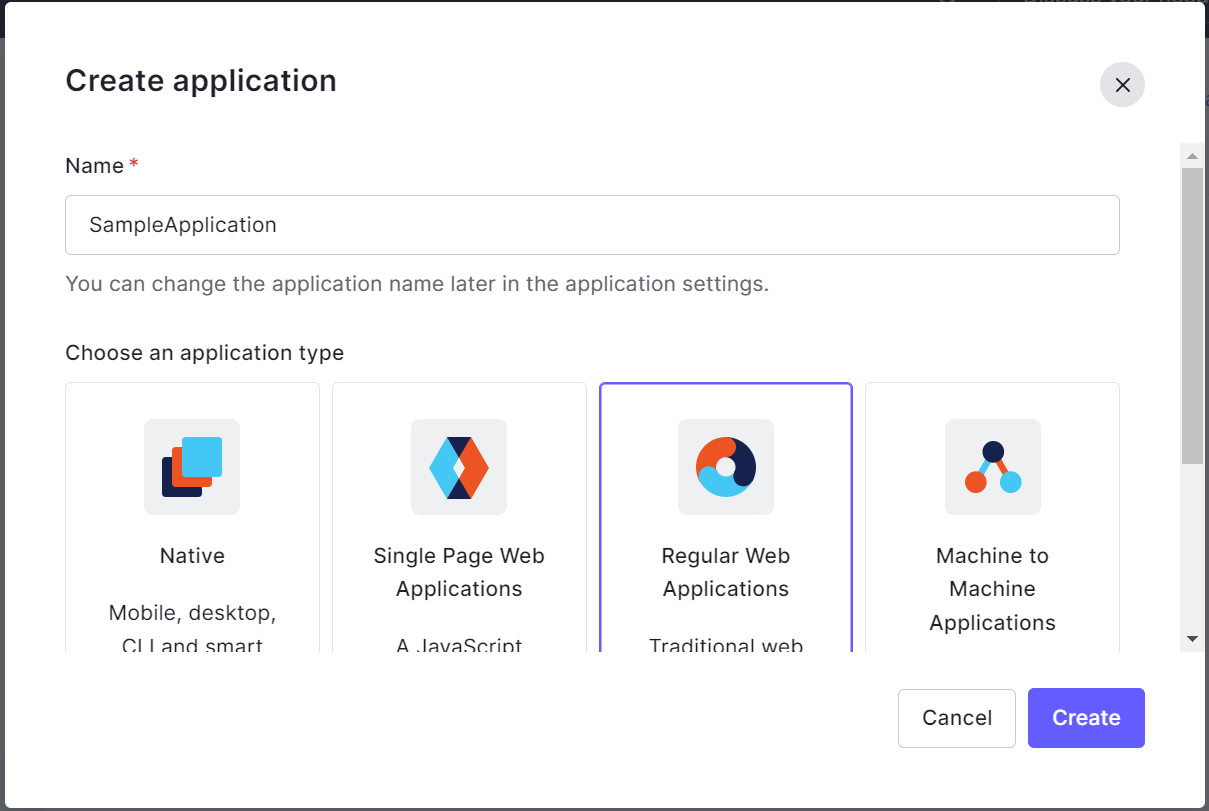 Create application
Name *
SampleApplication
You can change the application name later in the application settings.
Choose an application type
Native
Mobile, desktop,
CLI and smart
Single Page Web
Applications
A JavaScript
Regular Web
Applications
Traditional web
Machine to
Machine
Applications
Cancel
Create